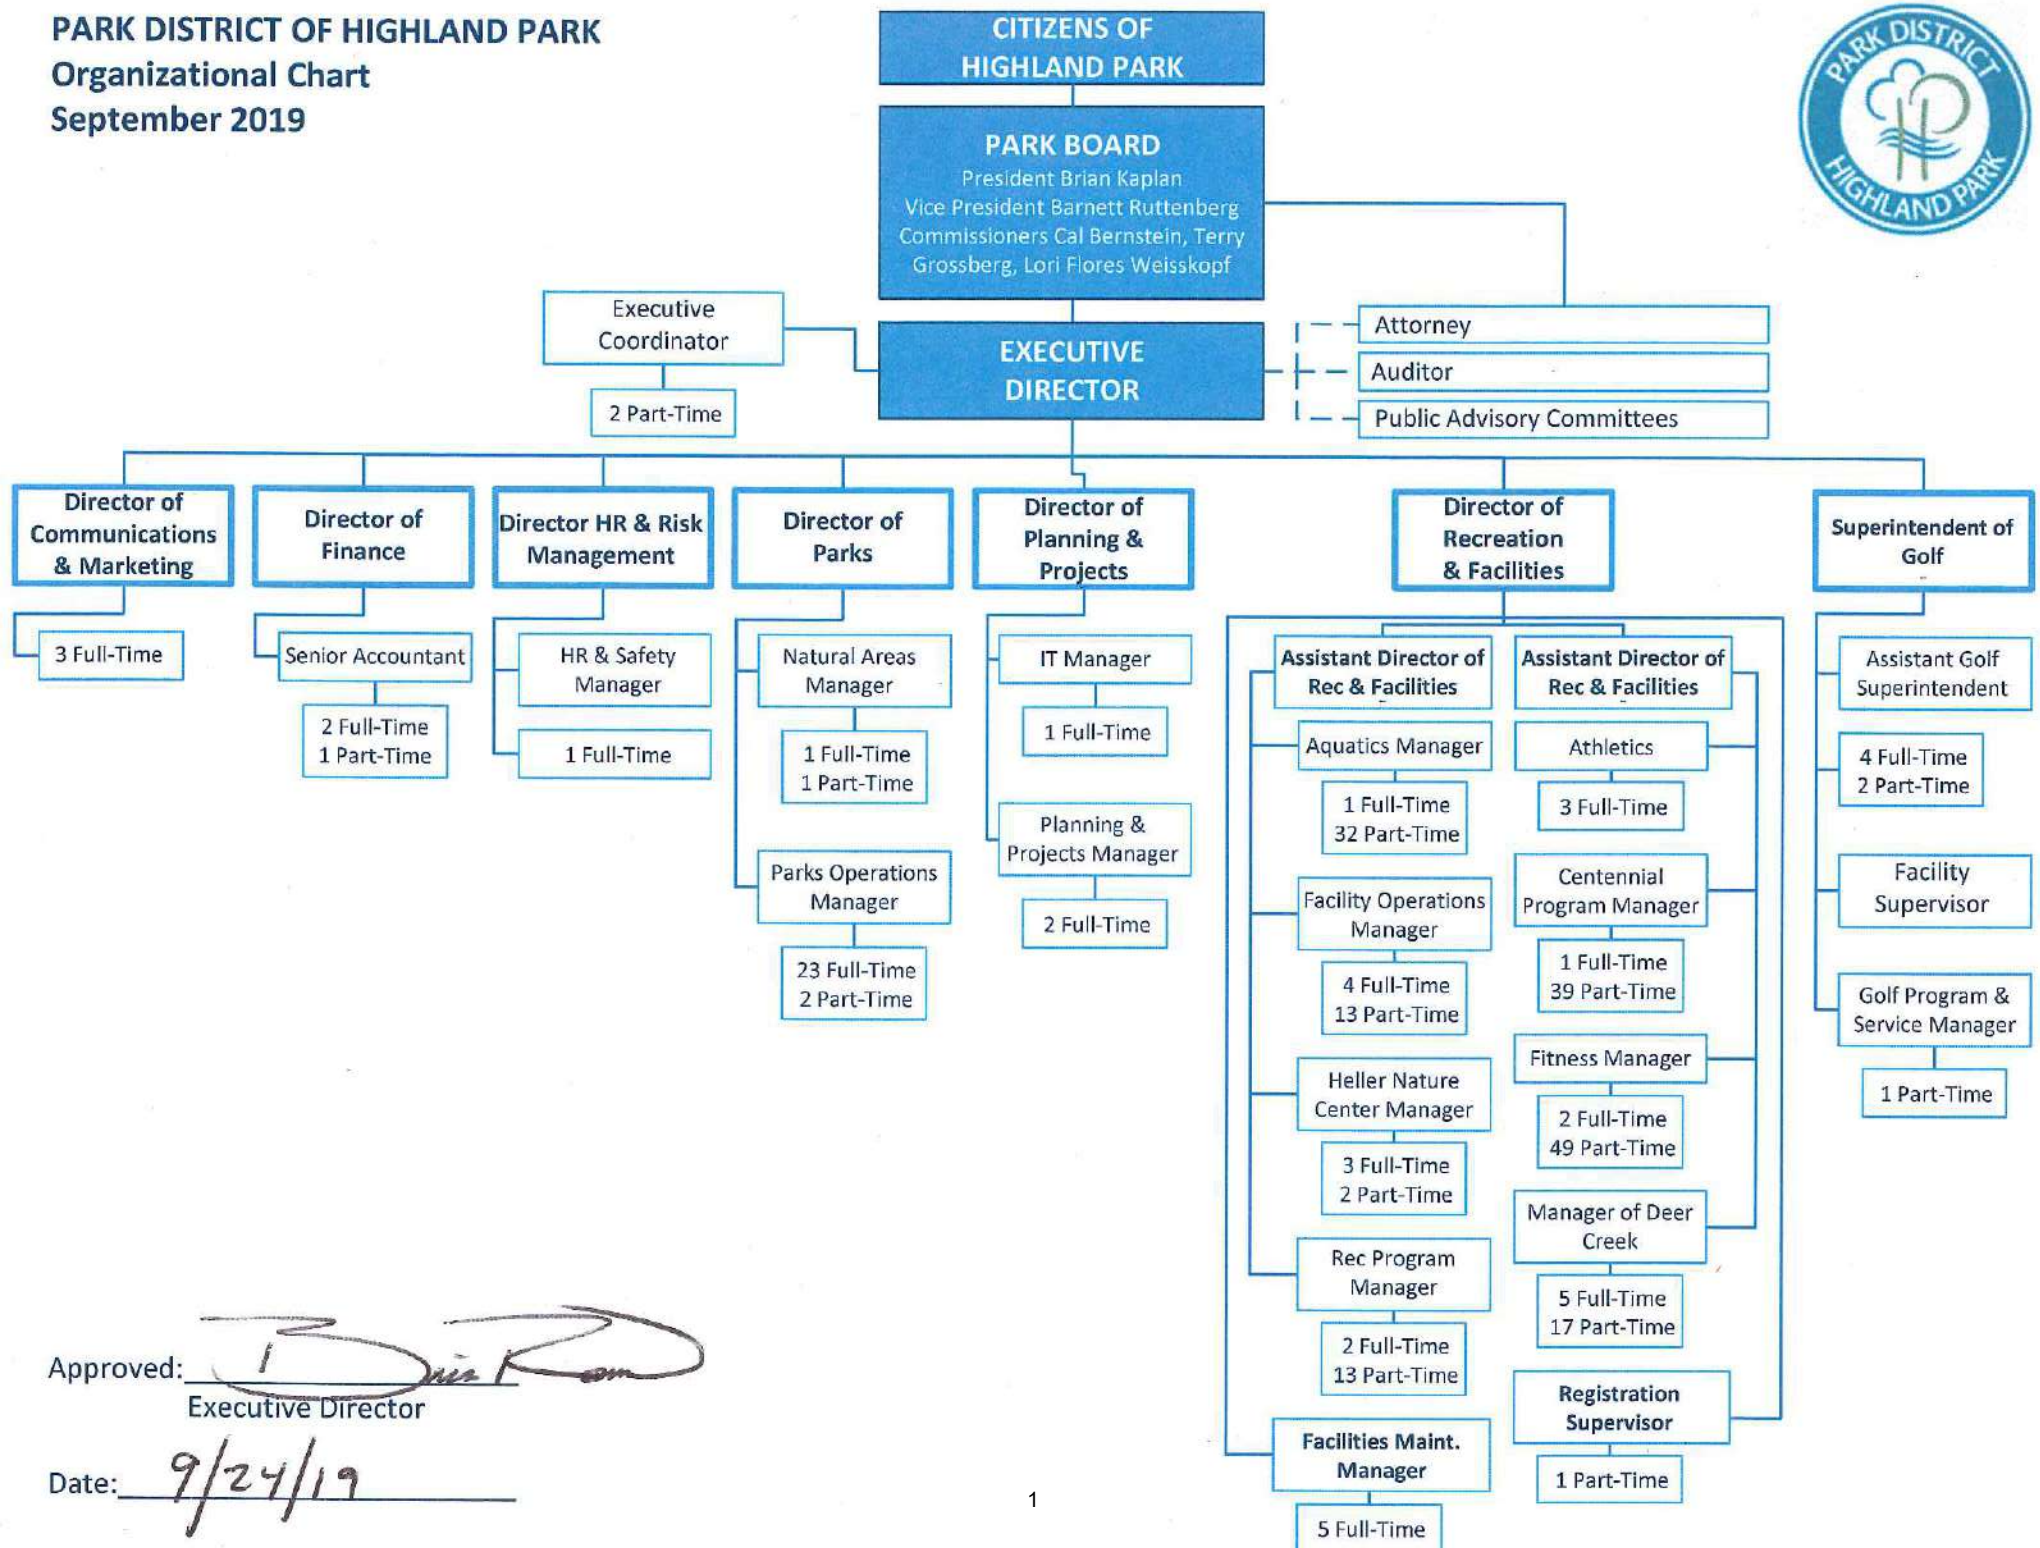 PARK DISTRICT OF HIGHLAND PARK
Organizational Chart
September 2019
CITIZENS OF
HIGHLAND PARK
PARK DISTRICT
HIGHLAND PARK
PARK BOARD
President Brian Kaplan
Vice President Barnett Ruttenberg
Commissioners Cal Bernstein, Terry
Grossberg, Lori Flores Weisskopf
Executive
Coordinator
2 Part-Time
EXECUTIVE
DIRECTOR
Attorney
Auditor
Public Advisory Committees
Director of
Communications
& Marketing
3 Full-Time
Director of
Finance
Senior Accountant
2 Full-Time
1 Part-Time
Director HR & Risk
Management
HR & Safety
Manager
1 Full-Time
Director of
Parks
Natural Areas
Manager
1 Full-Time
1 Part-Time
Parks Operations
Manager
23 Full-Time
2 Part-Time
Director of
Planning &
Projects
IT Manager
1 Full-Time
Planning &
Projects Manager
2 Full-Time
Director of
Recreation
& Facilities
Assistant Director of
Rec & Facilities
Aquatics Manager
1 Full-Time
32 Part-Time
Facility Operations
Manager
4 Full-Time
13 Part-Time
Heller Nature
Center Manager
3 Full-Time
2 Part-Time
Rec Program
Manager
2 Full-Time
13 Part-Time
Facilities Maint.
Manager
5 Full-Time
Assistant Director of
Rec & Facilities
Athletics
3 Full-Time
Centennial
Program Manager
1 Full-Time
39 Part-Time
Fitness Manager
2 Full-Time
49 Part-Time
Manager of Deer
Creek
5 Full-Time
17 Part-Time
Registration
Supervisor
1 Part-Time
Superintendent of
Golf
Assistant Golf
Superintendent
4 Full-Time
2 Part-Time
Facility
Supervisor
Golf Program &
Service Manager
1 Part-Time
Approved:
Executive Director
Date: 9/24/19
1